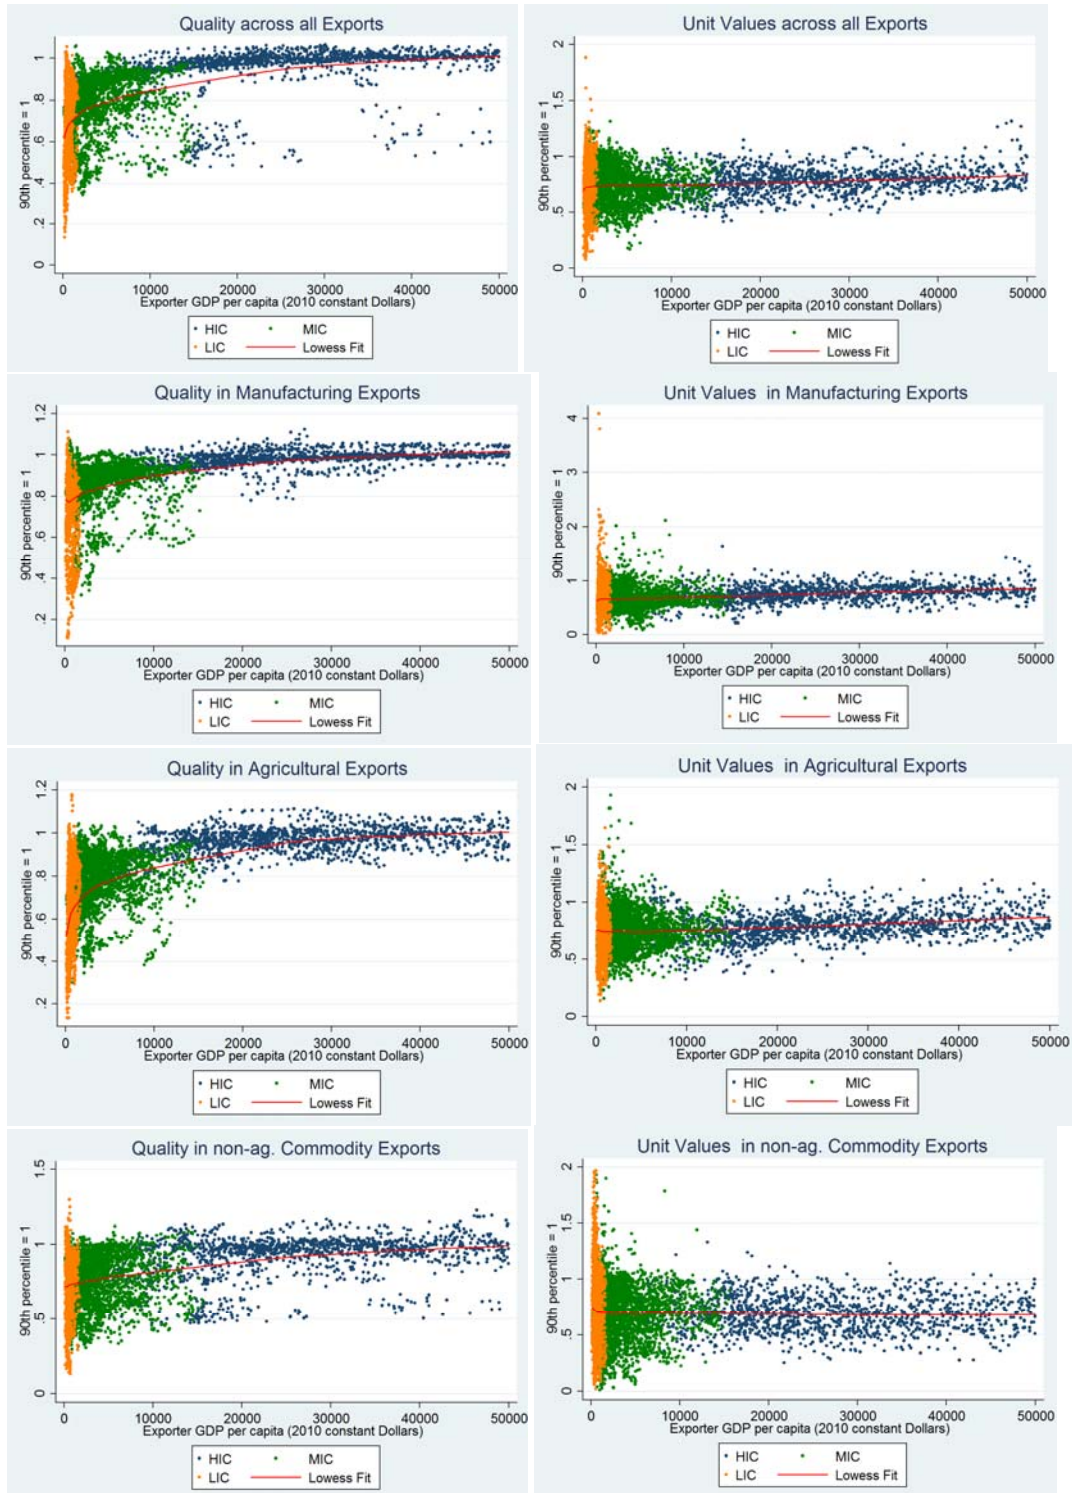 Quality across all Exports
90th percentile = 1
1
.8
.6
.4
.2
0
0 10000 20000 30000 40000 50000
Exporter GDP per capita (2010 constant Dollars)
HIC MIC
LIC Lowess Fit
Unit Values across all Exports
90th percentile = 1
2
1.5
1
.5
0
0 10000 20000 30000 40000 50000
Exporter GDP per capita (2010 constant Dollars)
HIC MIC
LIC Lowess Fit
Quality in Manufacturing Exports
90th percentile = 1
1.2
1
.8
.6
.4
.2
0 10000 20000 30000 40000 50000
Exporter GDP per capita (2010 constant Dollars)
HIC MIC
LIC Lowess Fit
Unit Values in Manufacturing Exports
90th percentile = 1
4
3
2
1
0
0 10000 20000 30000 40000 50000
Exporter GDP per capita (2010 constant Dollars)
HIC MIC
LIC Lowess Fit
Quality in Agricultural Exports
90th percentile = 1
1.2
1
.8
.6
.4
.2
0 10000 20000 30000 40000 50000
Exporter GDP per capita (2010 constant Dollars)
HIC MIC
LIC Lowess Fit
Unit Values in Agricultural Exports
90th percentile = 1
2
1.5
1
.5
0
0 10000 20000 30000 40000 50000
Exporter GDP per capita (2010 constant Dollars)
HIC MIC
LIC Lowess Fit
Quality in non-ag. Commodity Exports
90th percentile = 1
1.5
1
.5
0
0 10000 20000 30000 40000 50000
Exporter GDP per capita (2010 constant Dollars)
HIC MIC
LIC Lowess Fit
Unit Values in non-ag. Commodity Exports
90th percentile = 1
2
1.5
1
.5
0
0 10000 20000 30000 40000 50000
Exporter GDP per capita (2010 constant Dollars)
HIC MIC
LIC Lowess Fit